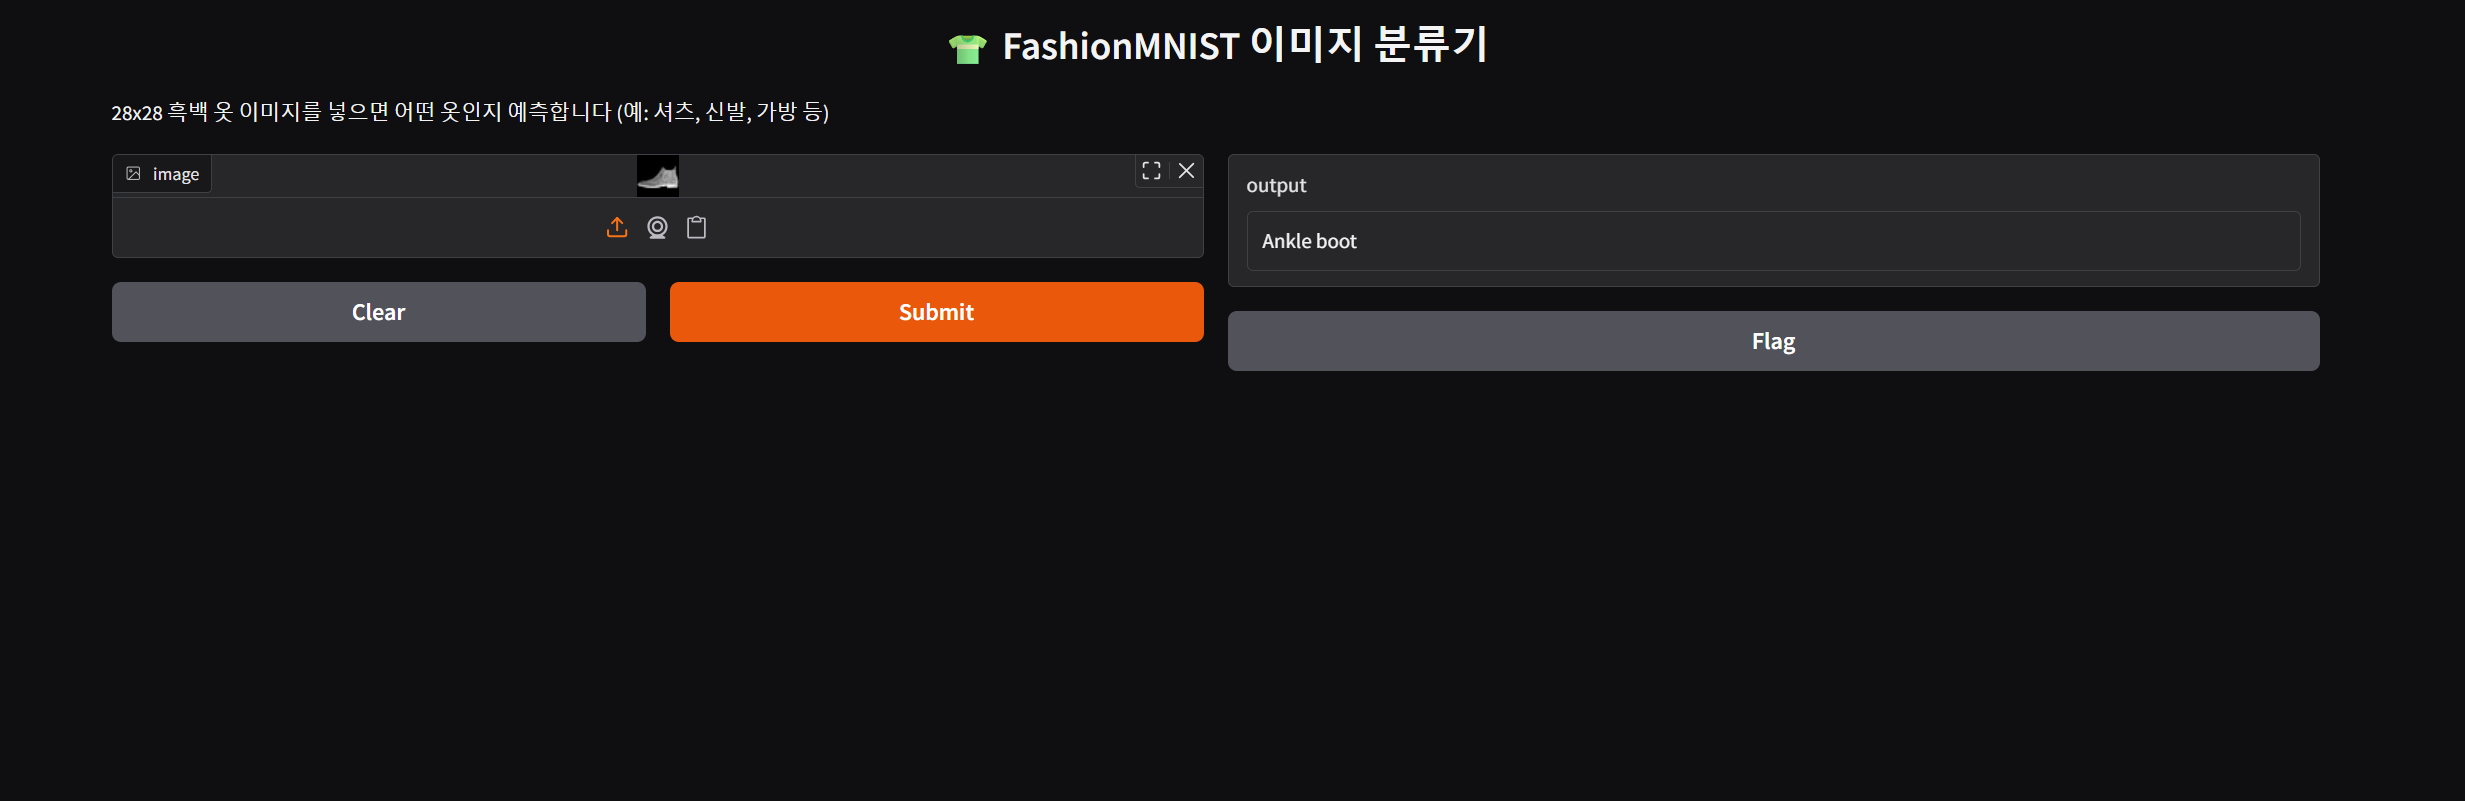 FashionMNIST 이미지 분류기
28x28 흑백 옷 이미지를 넣으면 어떤 옷인지 예측합니다 (예: 셔츠, 신발, 가방 등)
image
Clear
Submit
output
Ankle boot
Flag